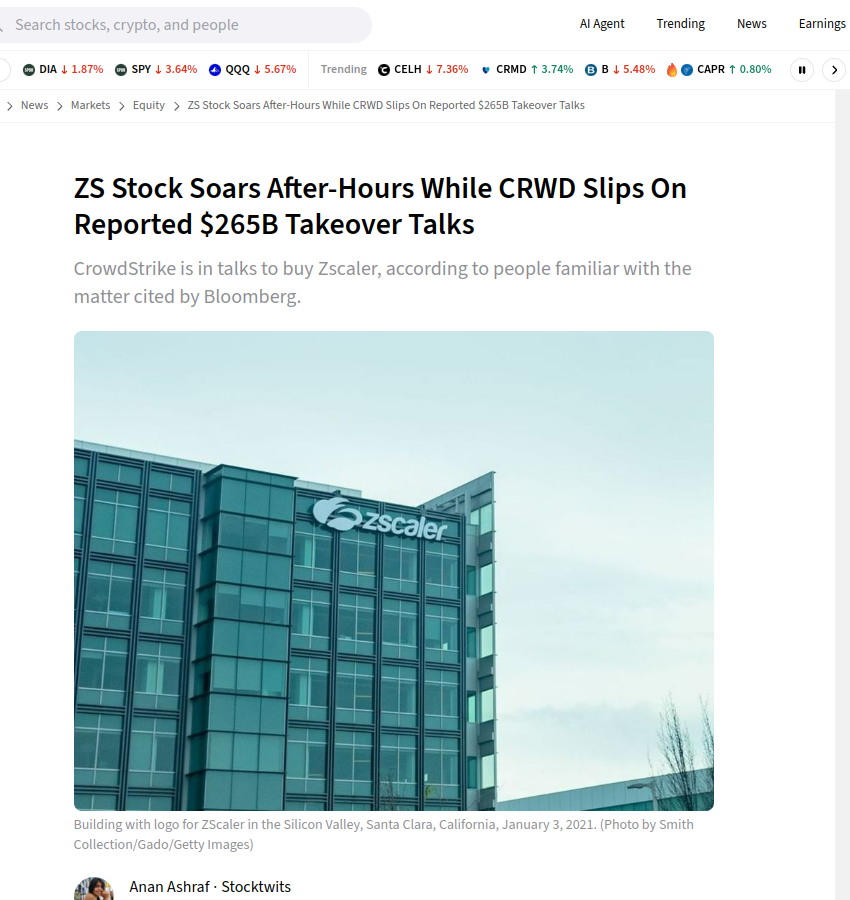 Search stocks, crypto, and people
AI Agent
Trending
News
Earnings
DIA ↓ 1.87%
SPY ↓ 3.64%
QQQ ↓ 5.67%
Trending
CELH ↓ 7.36%
CRMD ↑ 3.74%
B ↓ 5.48%
CAPR ↑ 0.80%
News
Markets
Equity
ZS Stock Soars After-Hours While CRWD Slips On Reported $265B Takeover Talks
ZS Stock Soars After-Hours While CRWD Slips On
Reported $265B Takeover Talks
CrowdStrike is in talks to buy Zscaler, according to people familiar with the
matter cited by Bloomberg.
zscaler
Building with logo for ZScaler in the Silicon Valley, Santa Clara, California, January 3, 2021. (Photo by Smith
Collection/Gado/Getty Images)
Anan Ashraf · Stocktwits